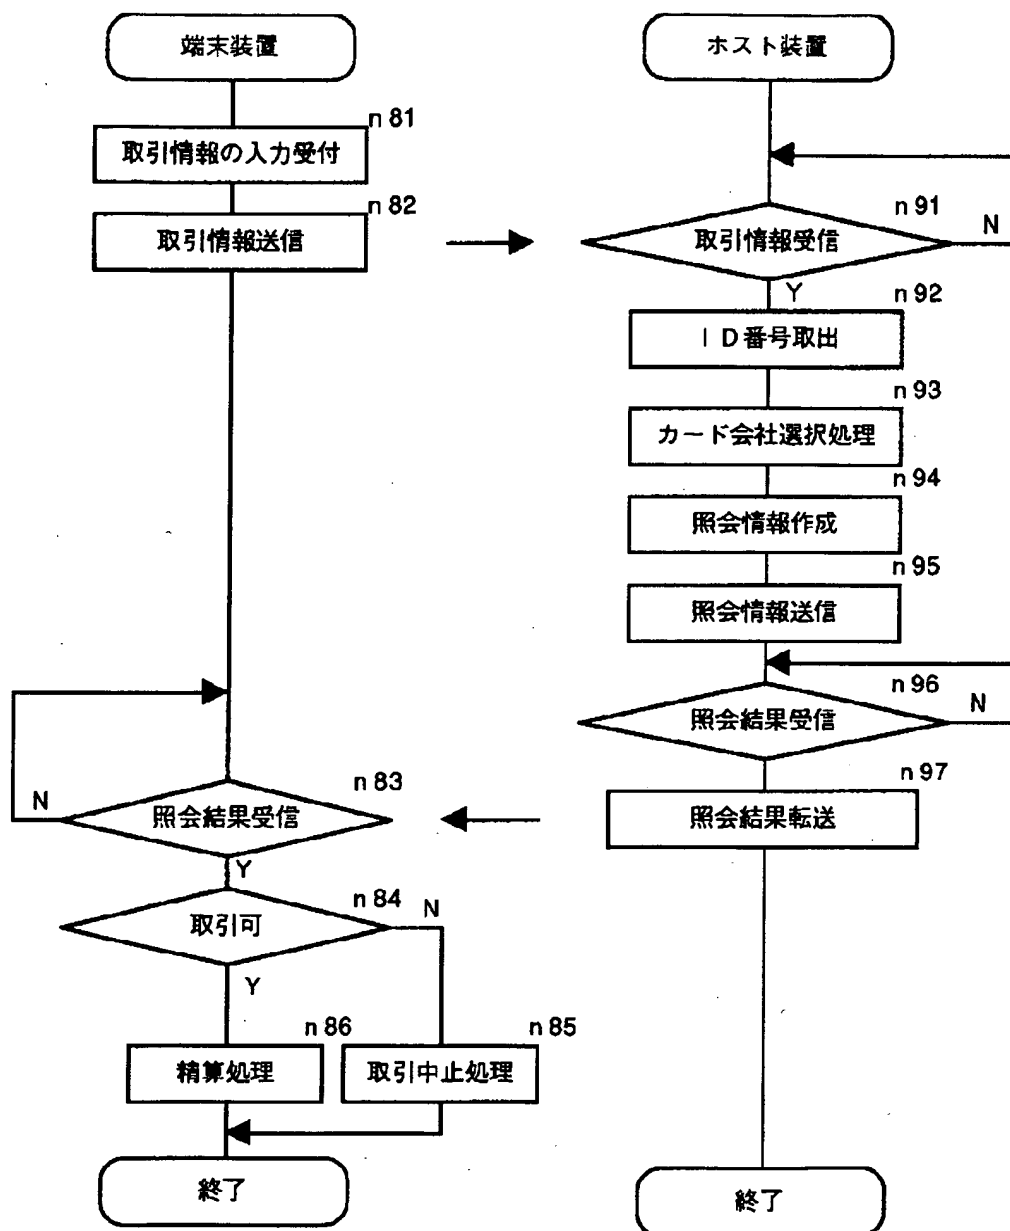 端末装置
n 81
取引情報の入力受付
n 82
取引情報送信
n 83
照会結果受信
N
Y
n 84
取引可
N
Y
n 86
精算処理
n 85
取引中止処理
終了
ホスト装置
n 91
取引情報受信
N
Y
n 92
ＩＤ番号取出
n 93
カード会社選択処理
n 94
照会情報作成
n 95
照会情報送信
n 96
照会結果受信
N
n 97
照会結果転送
終了